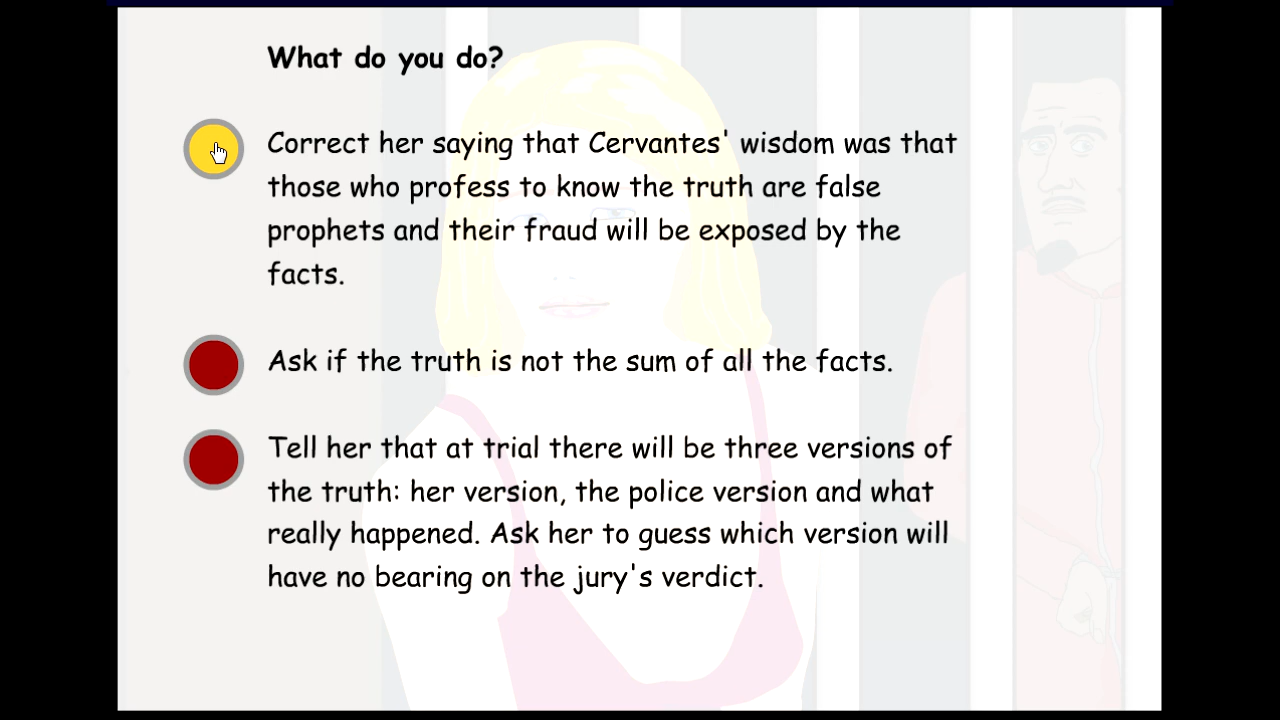 What do you do?
Correct her saying that Cervantes' wisdom was that
those who profess to know the truth are false
prophets and their fraud will be exposed by the
facts.
Ask if the truth is not the sum of all the facts.
Tell her that at trial there will be three versions of
the truth: her version, the police version and what
really happened. Ask her to guess which version will
have no bearing on the jury's verdict.